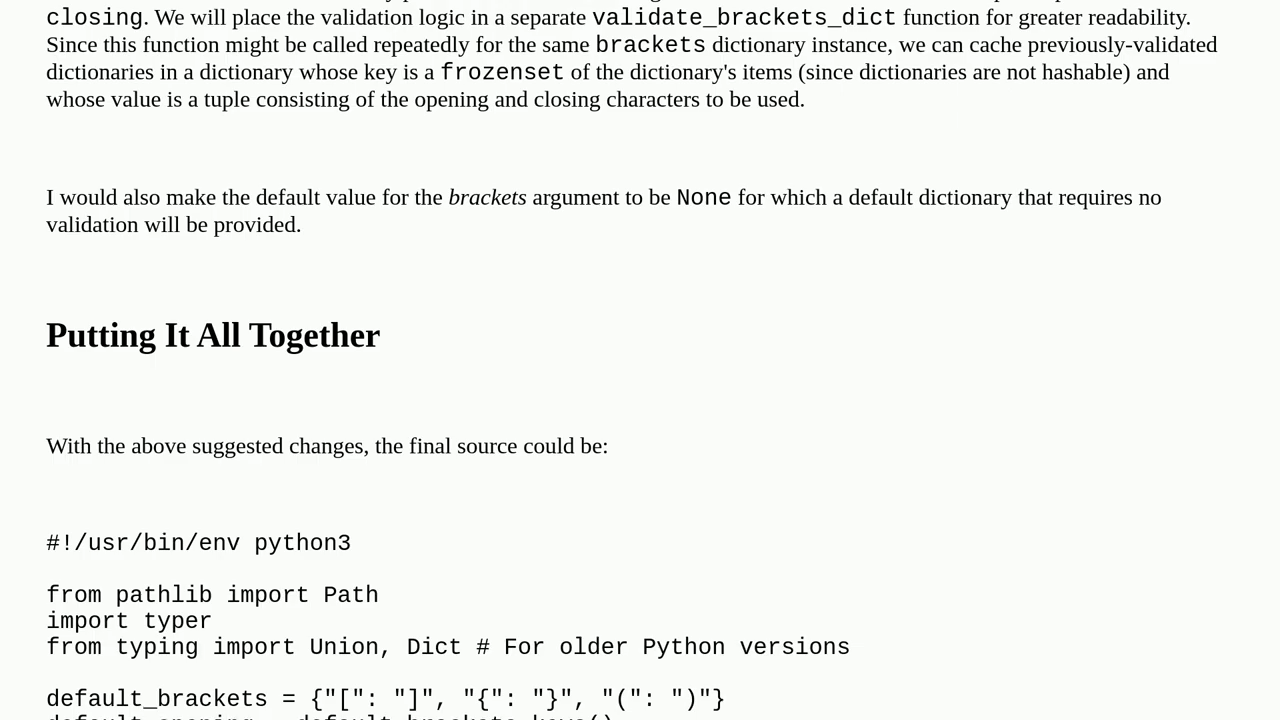 closing. We will place the validation logic in a separate validate_brackets_dict function for greater readability.
Since this function might be called repeatedly for the same brackets dictionary instance, we can cache previously-validated
dictionaries in a dictionary whose key is a frozenset of the dictionary's items (since dictionaries are not hashable) and
whose value is a tuple consisting of the opening and closing characters to be used.
I would also make the default value for the brackets argument to be None for which a default dictionary that requires no
validation will be provided.
Putting It All Together
With the above suggested changes, the final source could be:
#!/usr/bin/env python3
from pathlib import Path
import typer
from typing import Union, Dict # For older Python versions
default_brackets = {"[": "]", "{": "}", "(": ")"}
default_opening = default_brackets.keys()